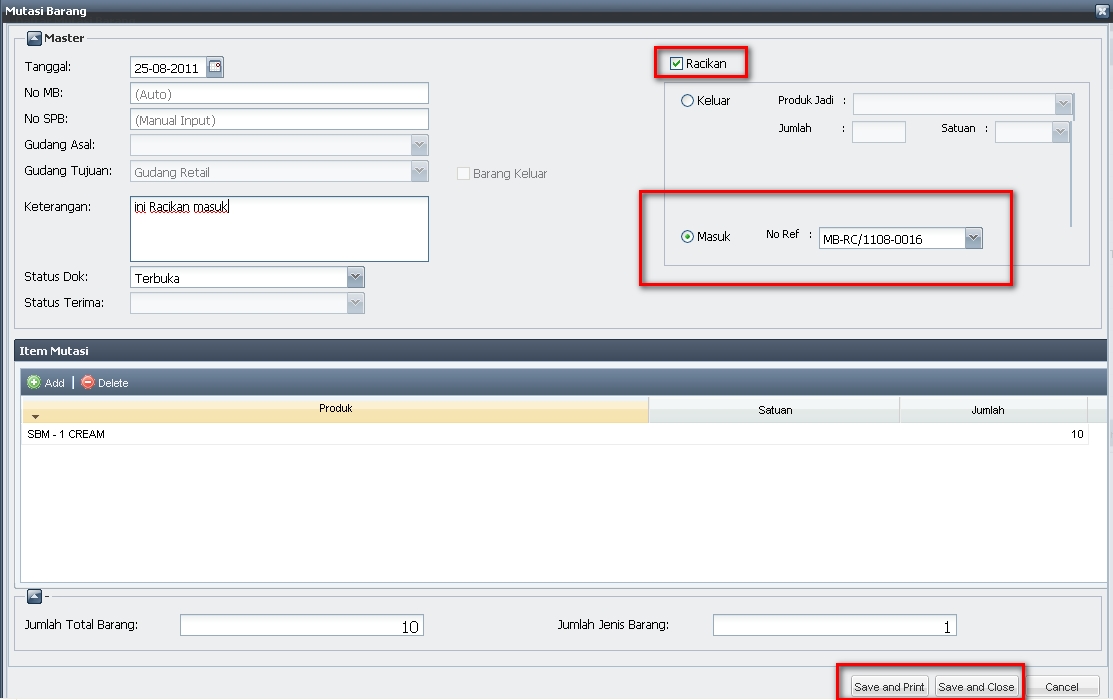 Mutasi Barang
Master
Tanggal: 25-08-2011
No MB: (Auto)
No SPB: (Manual Input)
Gudang Asal:
Gudang Tujuan: Gudang Retail
Barang Keluar
Keterangan: ini Racikan masuk
Status Dok: Terbuka
Status Terima:
Racikan
Keluar Produk Jadi :
Jumlah : Satuan :
Masuk No Ref : MB-RC/1108-0016
Item Mutasi
Add | Delete
Produk Satuan Jumlah
SBM - 1 CREAM 10
-
Jumlah Total Barang: 10 Jumlah Jenis Barang: 1
Save and Print Save and Close Cancel